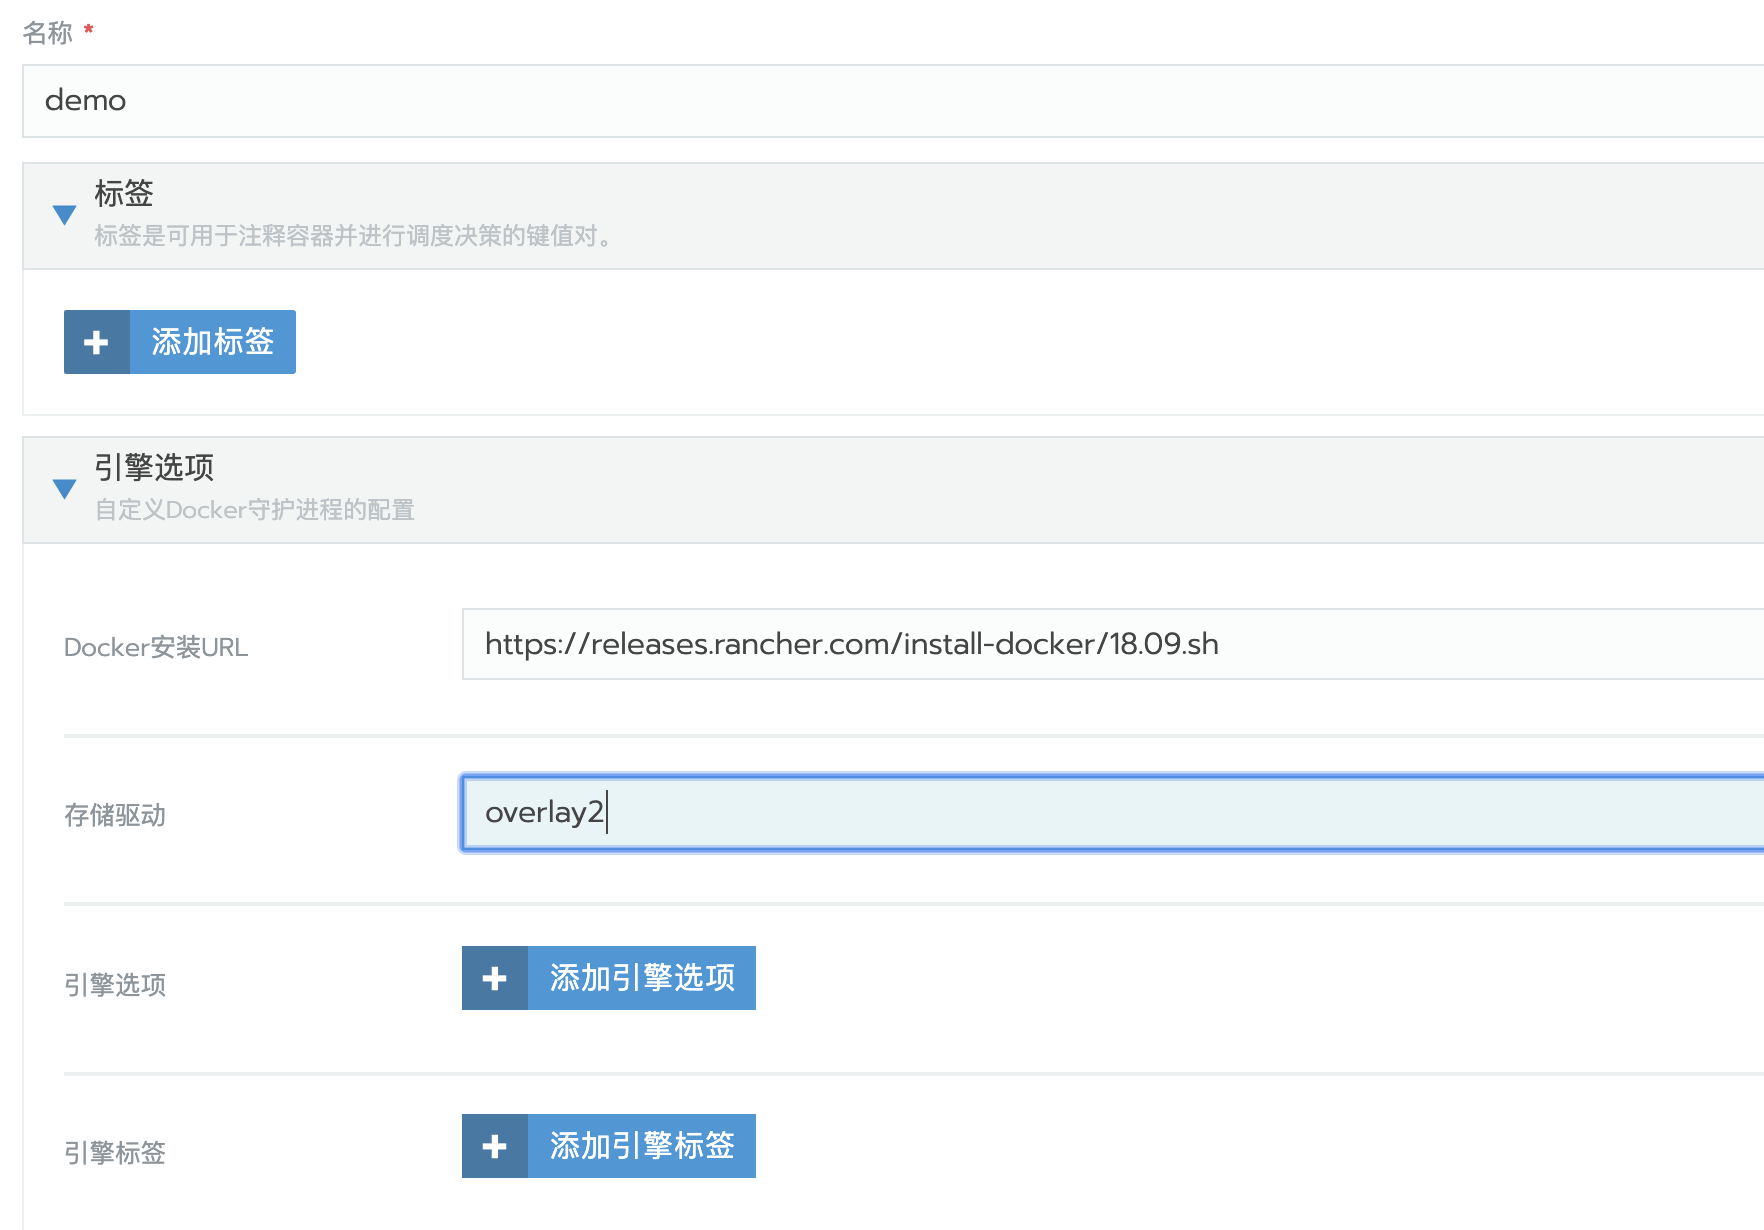 名称 *
demo
标签
标签是可用于注释容器并进行调度决策的键值对。
添加标签
引擎选项
自定义Docker守护进程的配置
Docker安装URL
https://releases.rancher.com/install-docker/18.09.sh
存储驱动
overlay2
引擎选项
添加引擎选项
引擎标签
添加引擎标签